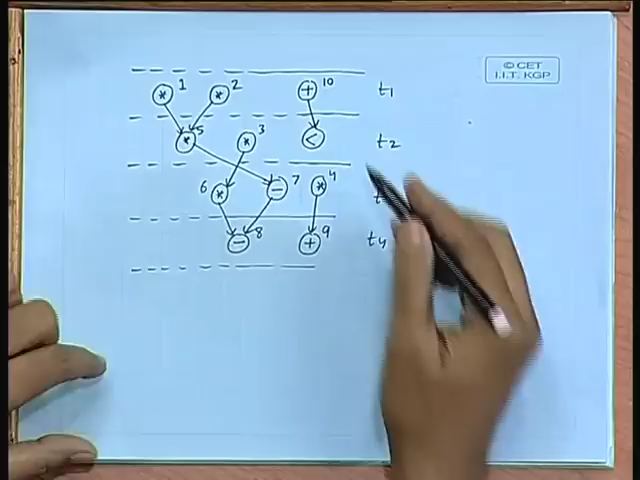 © CET
I.I.T. KGP
* 1 * 2 + 10 t1
* 5 * 3 < t2
6 * - 7 * 4 t
- 8 + 9 t4